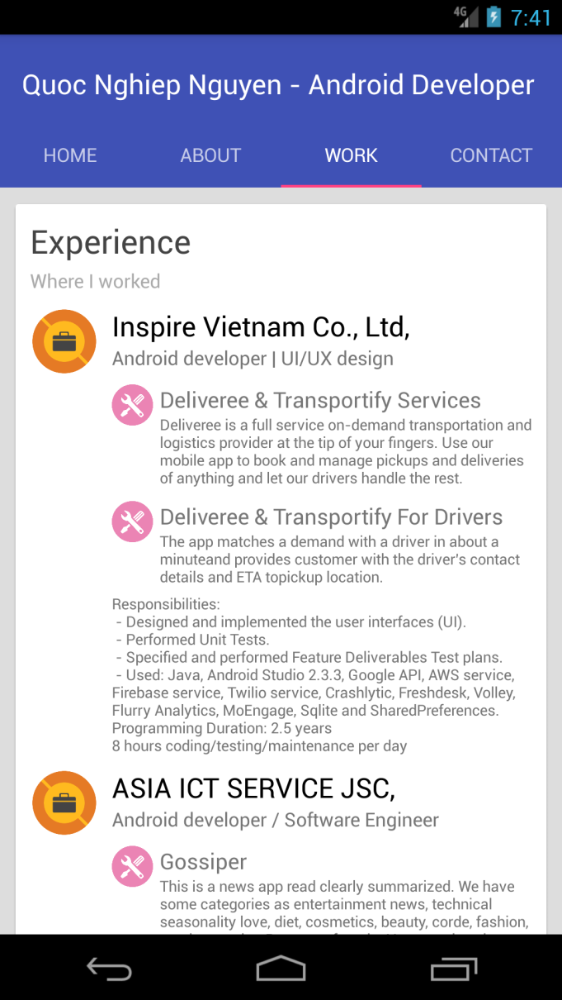 4G 7:41
Quoc Nghiep Nguyen - Android Developer
HOME ABOUT WORK CONTACT
Experience
Where I worked
Inspire Vietnam Co., Ltd,
Android developer | UI/UX design
Deliveree & Transportify Services
Deliveree is a full service on-demand transportation and
logistics provider at the tip of your fingers. Use our
mobile app to book and manage pickups and deliveries
of anything and let our drivers handle the rest.
Deliveree & Transportify For Drivers
The app matches a demand with a driver in about a
minuteand provides customer with the driver's contact
details and ETA topickup location.
Responsibilities:
- Designed and implemented the user interfaces (UI).
- Performed Unit Tests.
- Specified and performed Feature Deliverables Test plans.
- Used: Java, Android Studio 2.3.3, Google API, AWS service,
Firebase service, Twilio service, Crashlytic, Freshdesk, Volley,
Flurry Analytics, MoEngage, Sqlite and SharedPreferences.
Programming Duration: 2.5 years
8 hours coding/testing/maintenance per day
ASIA ICT SERVICE JSC,
Android developer / Software Engineer
Gossiper
This is a news app read clearly summarized. We have
some categories as entertainment news, technical
seasonality love, diet, cosmetics, beauty, corde, fashion,